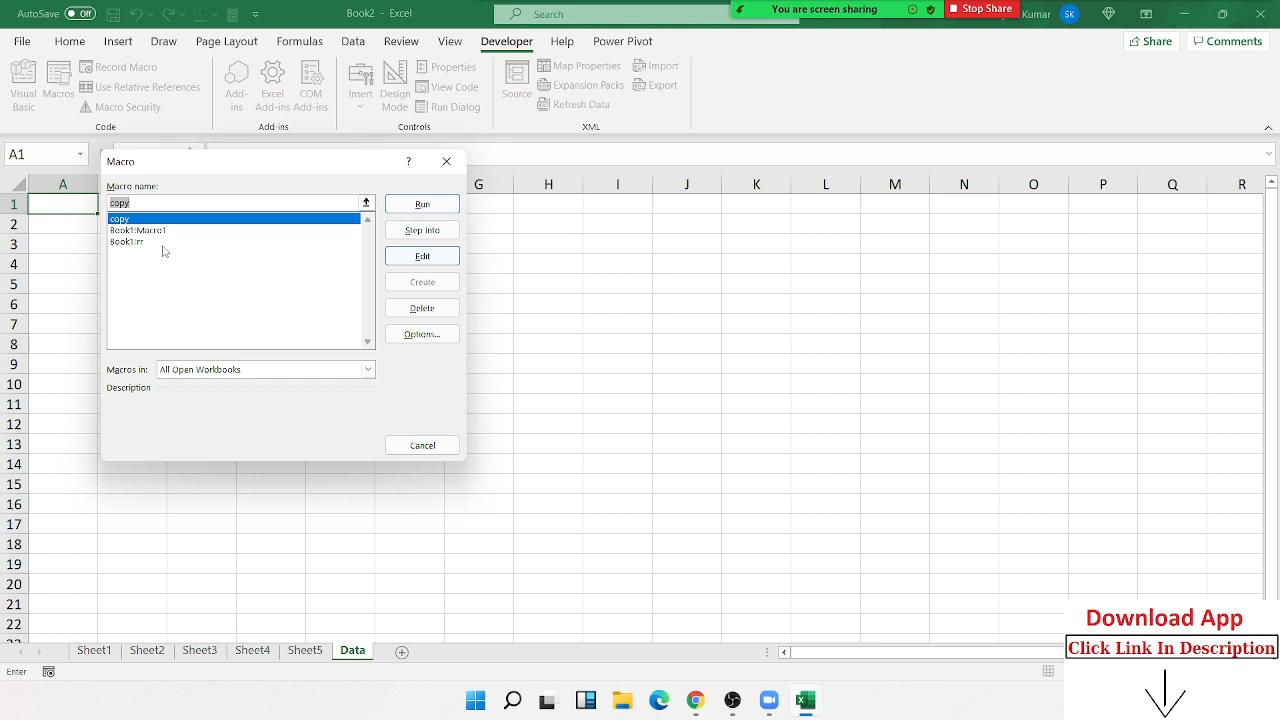 AutoSave Off Book2 - Excel Search You are screen sharing Stop Share Kumar SK
File Home Insert Draw Page Layout Formulas Data Review View Developer Help Power Pivot Share Comments
Visual Basic
Macros
Record Macro
Use Relative References
Macro Security
Code
Add-ins
Excel Add-ins
COM Add-ins
Add-ins
Insert
Design Mode
Properties
View Code
Run Dialog
Controls
Source
Map Properties
Expansion Packs
Refresh Data
Import
Export
XML
A1
A G H I J K L M N O P Q R
1
2
3
4
5
6
7
8
9
10
11
12
13
14
15
16
17
18
19
20
21
22
Macro ?
Macro name:
copy
copy
Book1!Macro1
Book1!rr
Run
Step Into
Edit
Create
Delete
Options...
Macros in: All Open Workbooks
Description
Cancel
Sheet1 Sheet2 Sheet3 Sheet4 Sheet5 Data
Enter
Download App
Click Link In Description